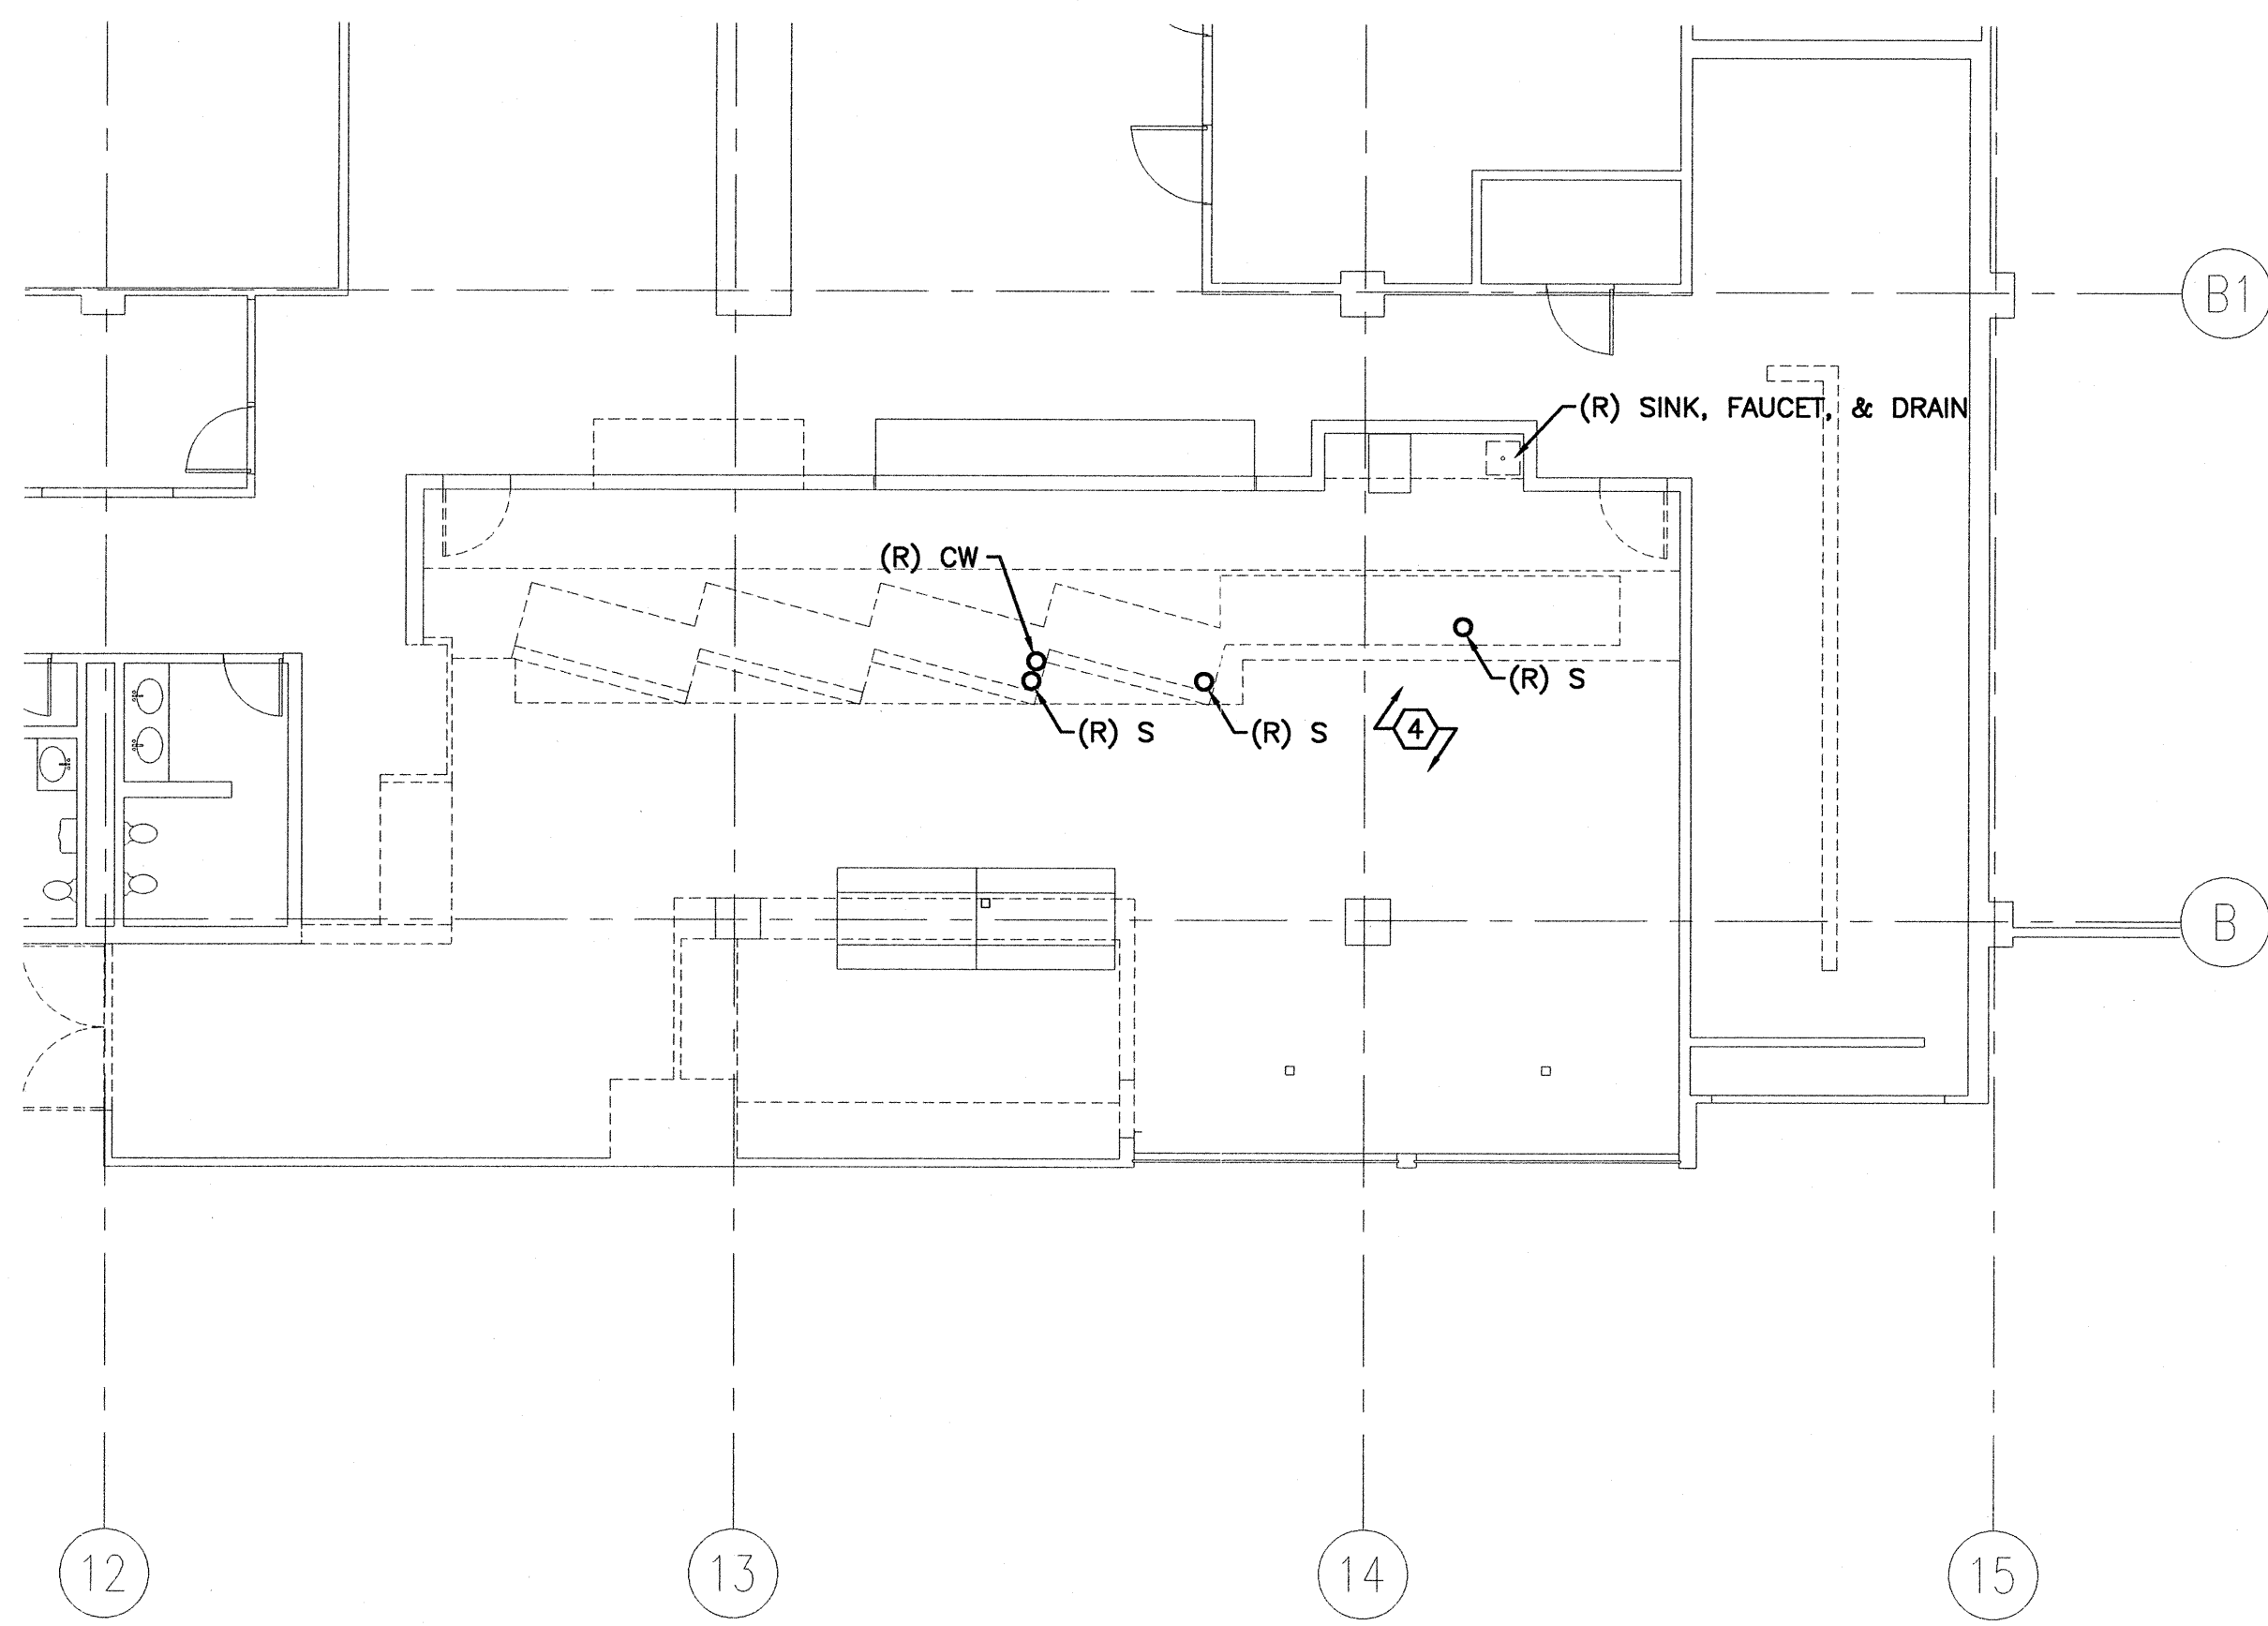 B1
(R) SINK, FAUCET, & DRAIN
(R) CW
(R) S
(R) S
(R) S
4
B
12
13
14
15